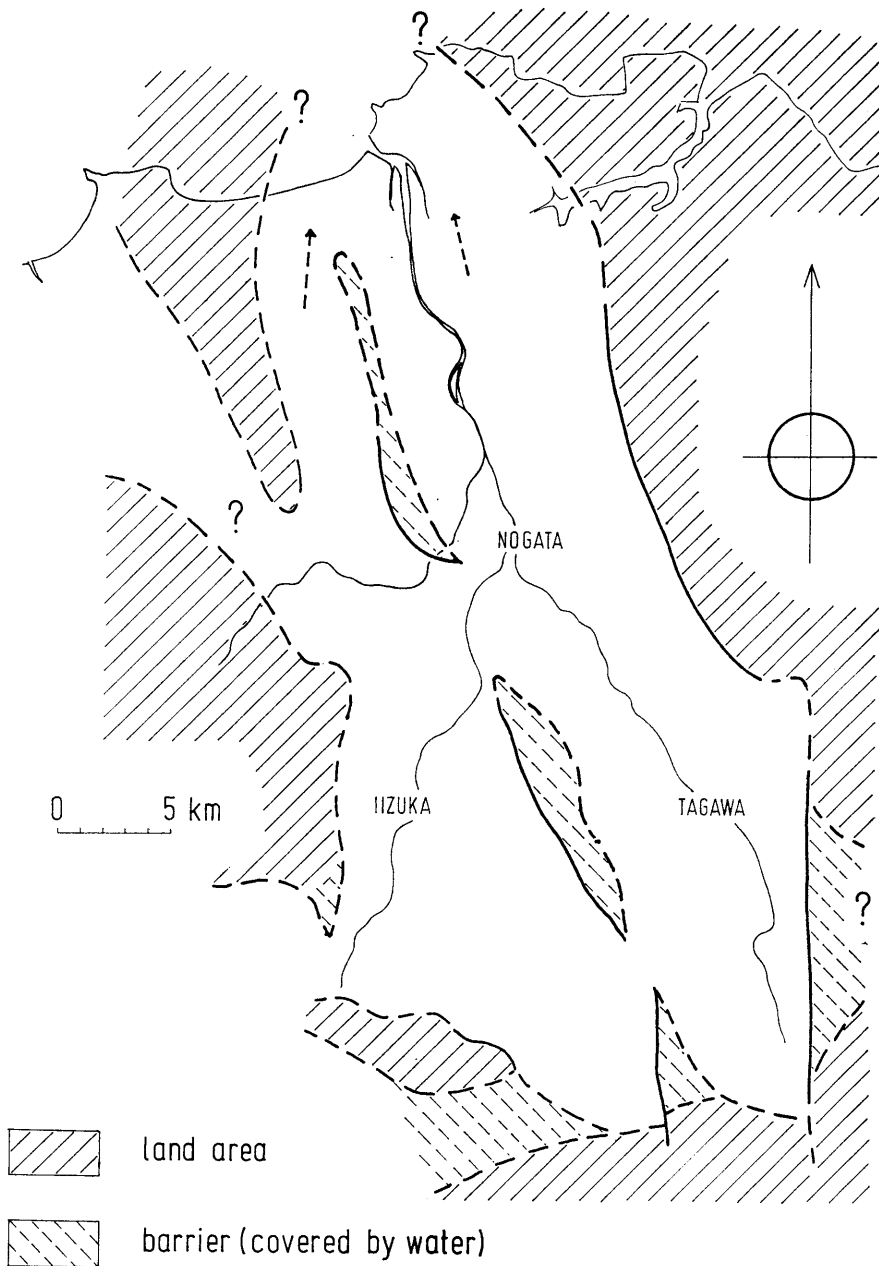 ?
?
?
NOGATA
0 5 km
IIZUKA
TAGAWA
?
land area
barrier (covered by water)